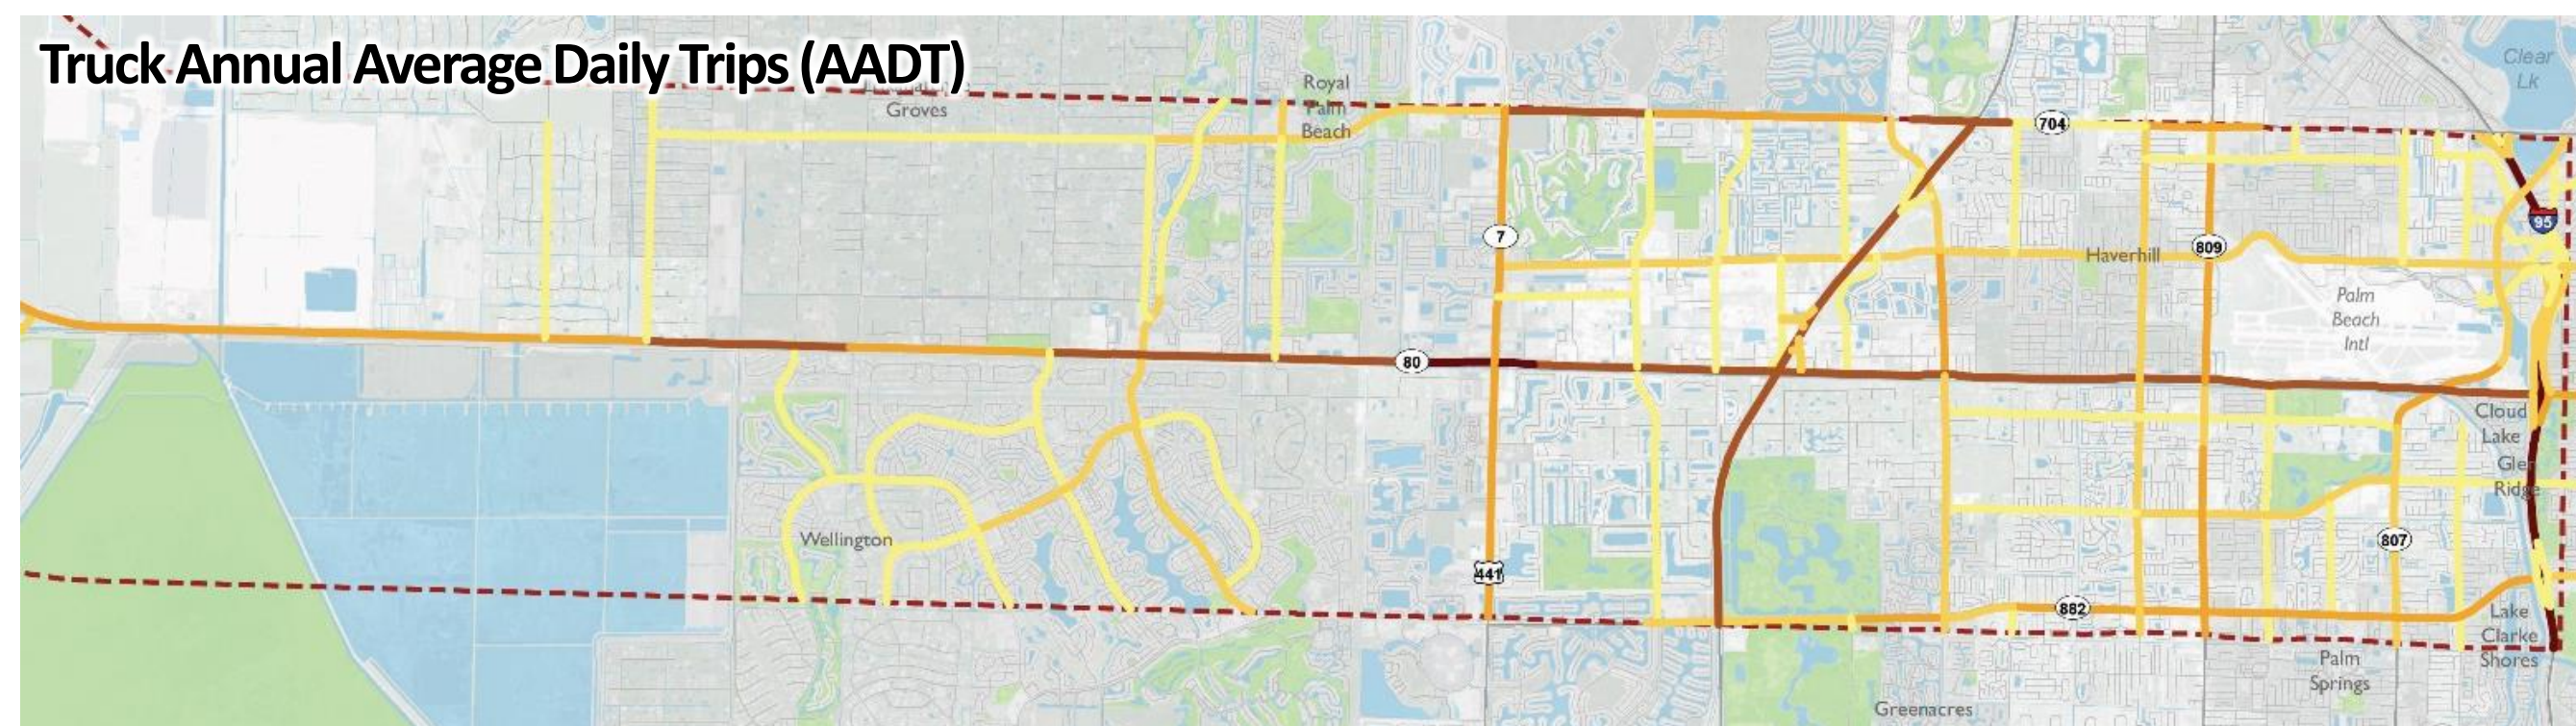 Truck Annual Average Daily Trips (AADT)
Groves
Royal
Palm
Beach
Clear
Lk
704
95
7
Haverhill
809
Palm
Beach
Intl
80
Cloud
Lake
Glen
Ridge
Wellington
807
441
882
Lake
Clarke
Shores
Palm
Springs
Greenacres